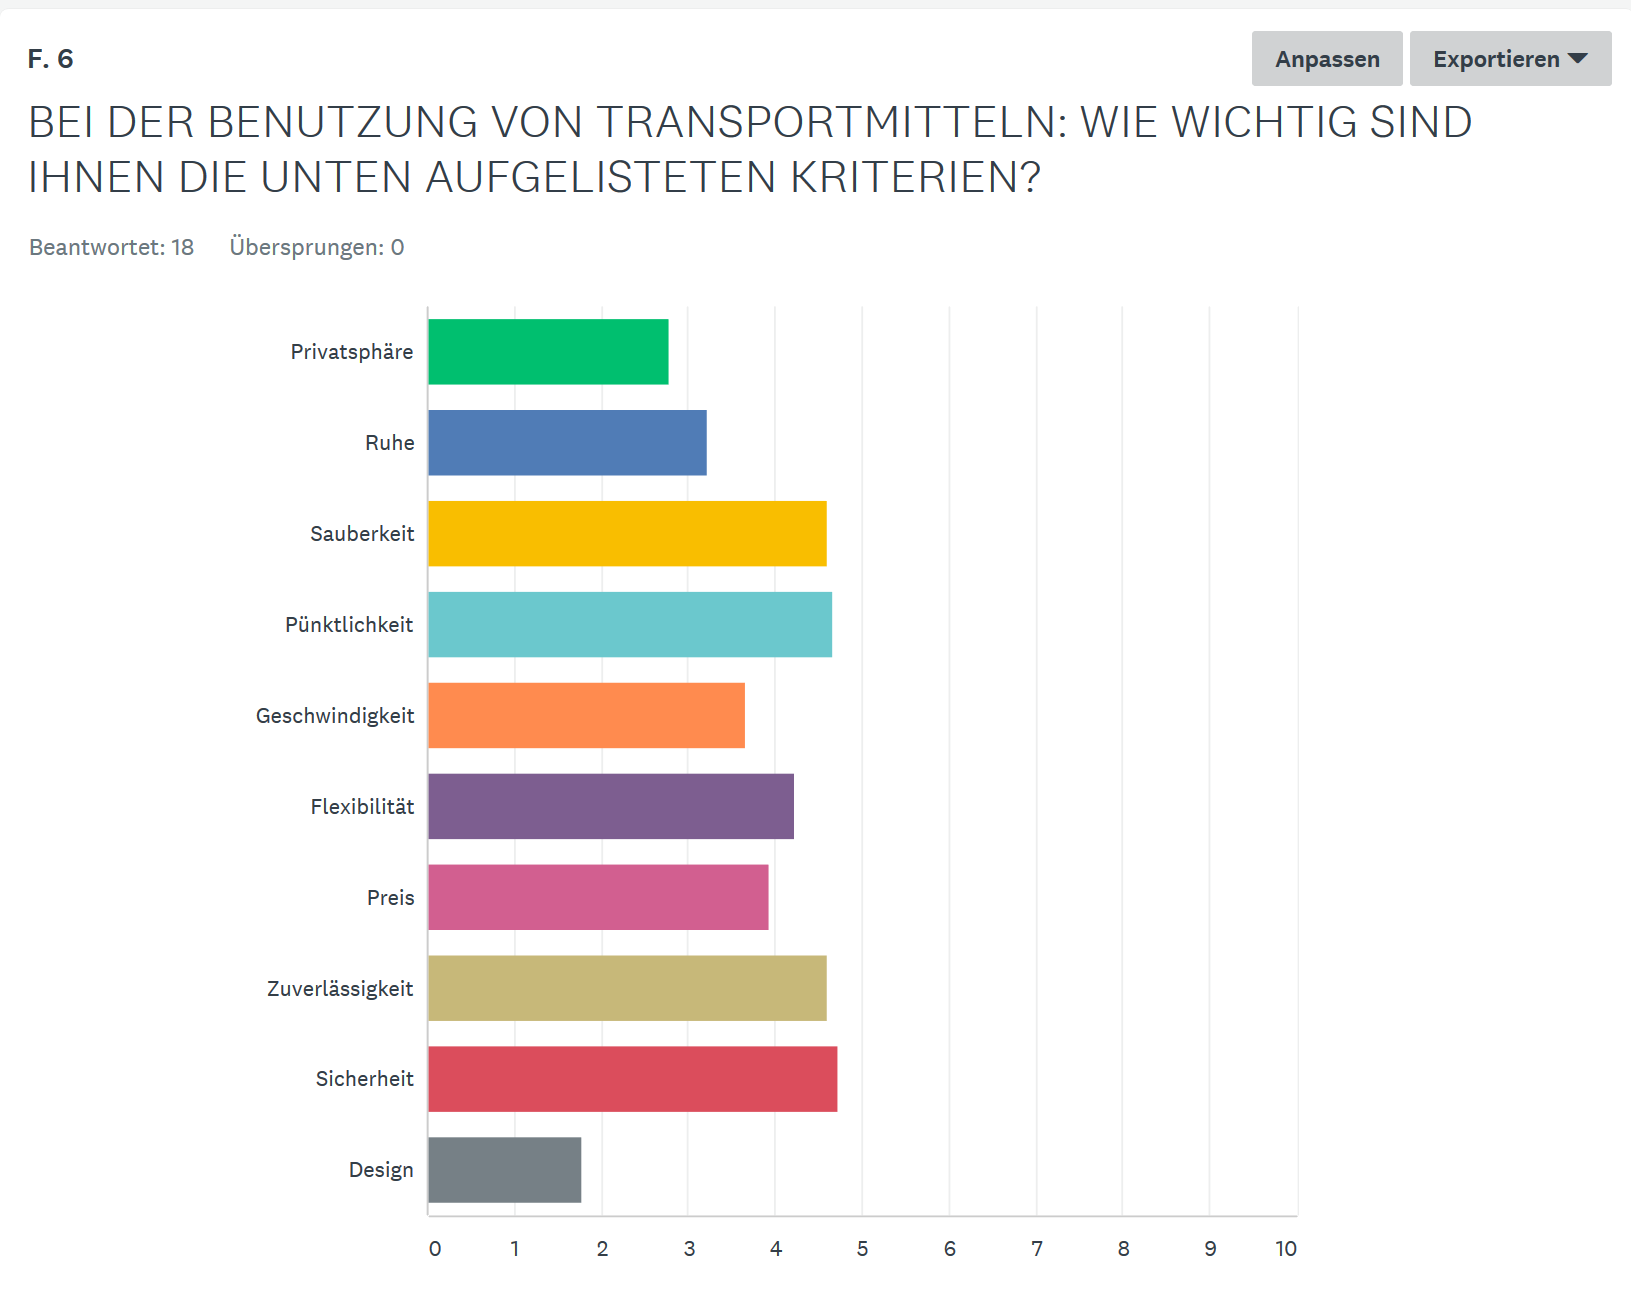 F. 6
Anpassen
Exportieren
BEI DER BENUTZUNG VON TRANSPORTMITTELN: WIE WICHTIG SIND
IHNEN DIE UNTEN AUFGELISTETEN KRITERIEN?
Beantwortet: 18 Übersprungen: 0
Privatsphäre
Ruhe
Sauberkeit
Pünktlichkeit
Geschwindigkeit
Flexibilität
Preis
Zuverlässigkeit
Sicherheit
Design
0 1 2 3 4 5 6 7 8 9 10